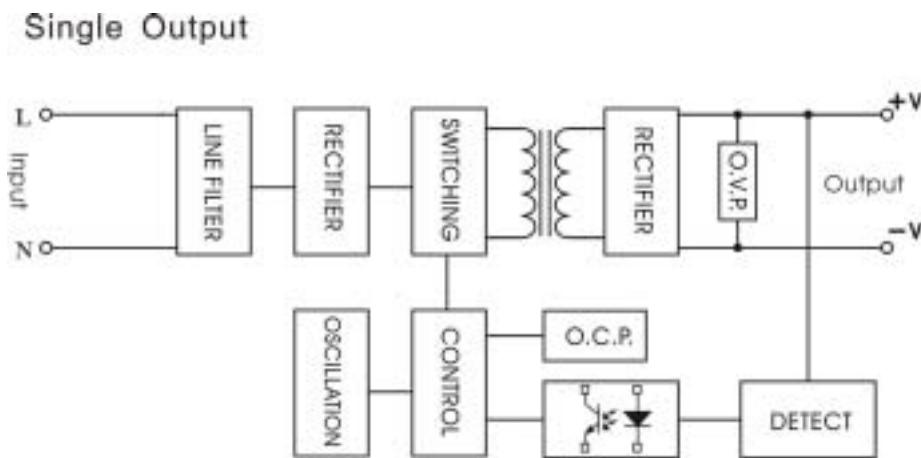 Single Output
L
Input
N
LINE FILTER
RECTIFIER
SWITCHING
RECTIFIER
O.V.P.
+V
Output
-V
OSCILLATION
CONTROL
O.C.P.
DETECT